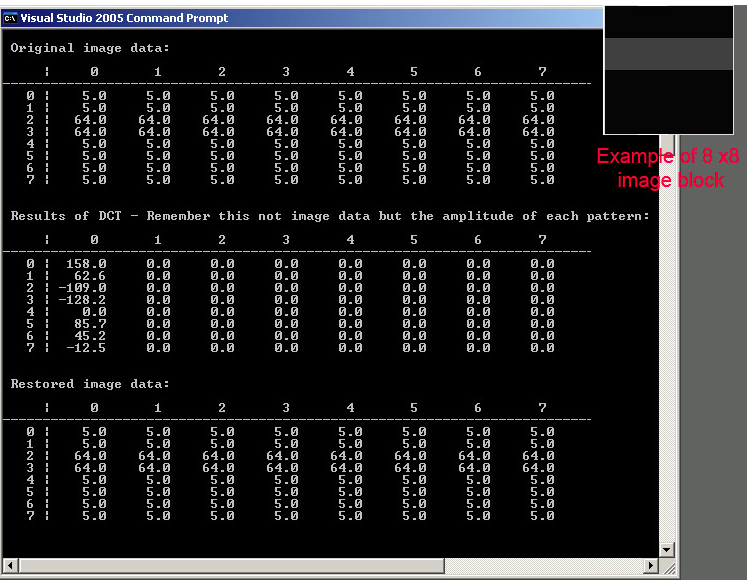 Visual Studio 2005 Command Prompt
Original image data:
¦ 0 1 2 3 4 5 6 7
0 ¦ 5.0 5.0 5.0 5.0 5.0 5.0 5.0 5.0
1 ¦ 5.0 5.0 5.0 5.0 5.0 5.0 5.0 5.0
2 ¦ 64.0 64.0 64.0 64.0 64.0 64.0 64.0 64.0
3 ¦ 64.0 64.0 64.0 64.0 64.0 64.0 64.0 64.0
4 ¦ 5.0 5.0 5.0 5.0 5.0 5.0 5.0 5.0
5 ¦ 5.0 5.0 5.0 5.0 5.0 5.0 5.0 5.0
6 ¦ 5.0 5.0 5.0 5.0 5.0 5.0 5.0 5.0
7 ¦ 5.0 5.0 5.0 5.0 5.0 5.0 5.0 5.0
Example of 8 x8
image block
Results of DCT - Remember this not image data but the amplitude of each pattern:
¦ 0 1 2 3 4 5 6 7
0 ¦ 158.0 0.0 0.0 0.0 0.0 0.0 0.0 0.0
1 ¦ 62.6 0.0 0.0 0.0 0.0 0.0 0.0 0.0
2 ¦ -109.0 0.0 0.0 0.0 0.0 0.0 0.0 0.0
3 ¦ -128.2 0.0 0.0 0.0 0.0 0.0 0.0 0.0
4 ¦ 0.0 0.0 0.0 0.0 0.0 0.0 0.0 0.0
5 ¦ 85.7 0.0 0.0 0.0 0.0 0.0 0.0 0.0
6 ¦ 45.2 0.0 0.0 0.0 0.0 0.0 0.0 0.0
7 ¦ -12.5 0.0 0.0 0.0 0.0 0.0 0.0 0.0
Restored image data:
¦ 0 1 2 3 4 5 6 7
0 ¦ 5.0 5.0 5.0 5.0 5.0 5.0 5.0 5.0
1 ¦ 5.0 5.0 5.0 5.0 5.0 5.0 5.0 5.0
2 ¦ 64.0 64.0 64.0 64.0 64.0 64.0 64.0 64.0
3 ¦ 64.0 64.0 64.0 64.0 64.0 64.0 64.0 64.0
4 ¦ 5.0 5.0 5.0 5.0 5.0 5.0 5.0 5.0
5 ¦ 5.0 5.0 5.0 5.0 5.0 5.0 5.0 5.0
6 ¦ 5.0 5.0 5.0 5.0 5.0 5.0 5.0 5.0
7 ¦ 5.0 5.0 5.0 5.0 5.0 5.0 5.0 5.0